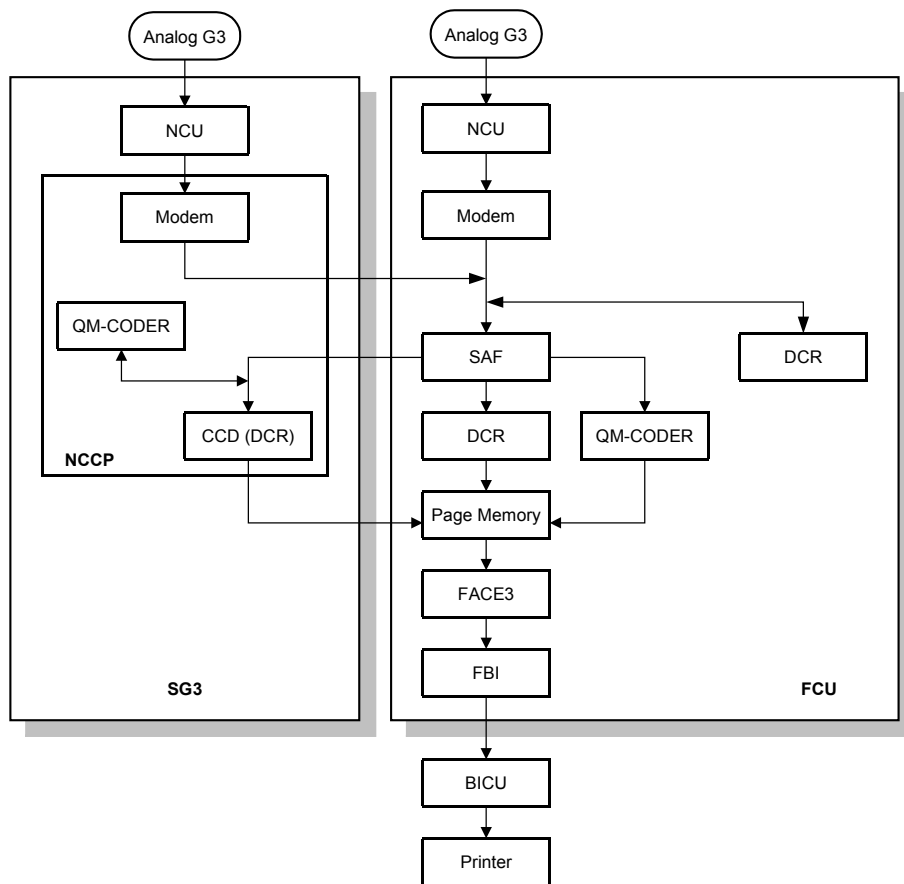 Analog G3
Analog G3
NCU
NCU
Modem
Modem
QM-CODER
SAF
DCR
CCD (DCR)
DCR
QM-CODER
NCCP
Page Memory
FACE3
FBI
SG3
FCU
BICU
Printer